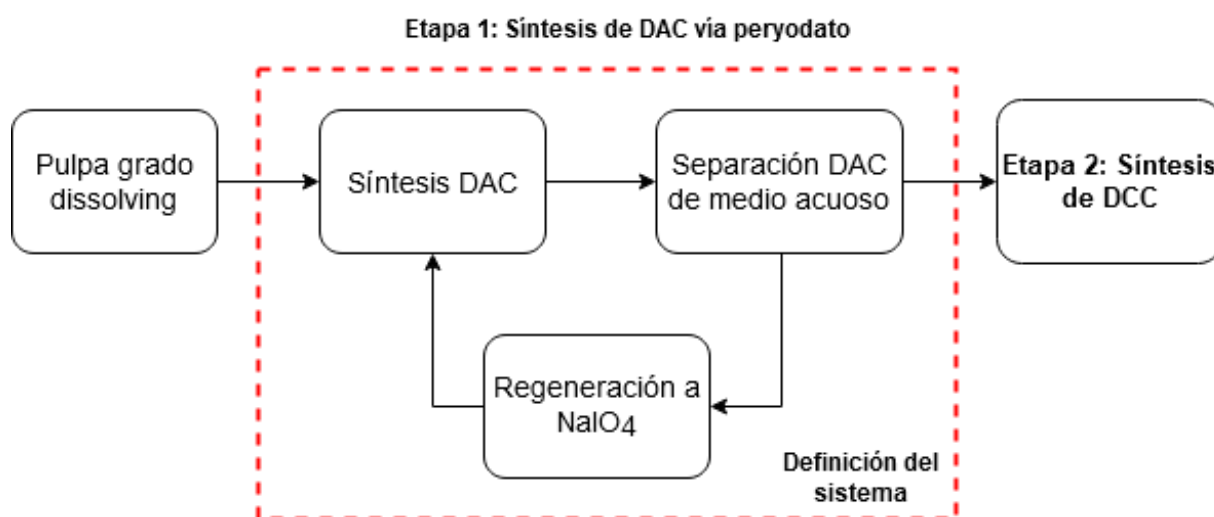 Etapa 1: Síntesis de DAC vía peryodato
Pulpa grado
dissolving
Síntesis DAC
Separación DAC
de medio acuoso
Etapa 2: Síntesis
de DCC
Regeneración a
NaIO4
Definición del
sistema